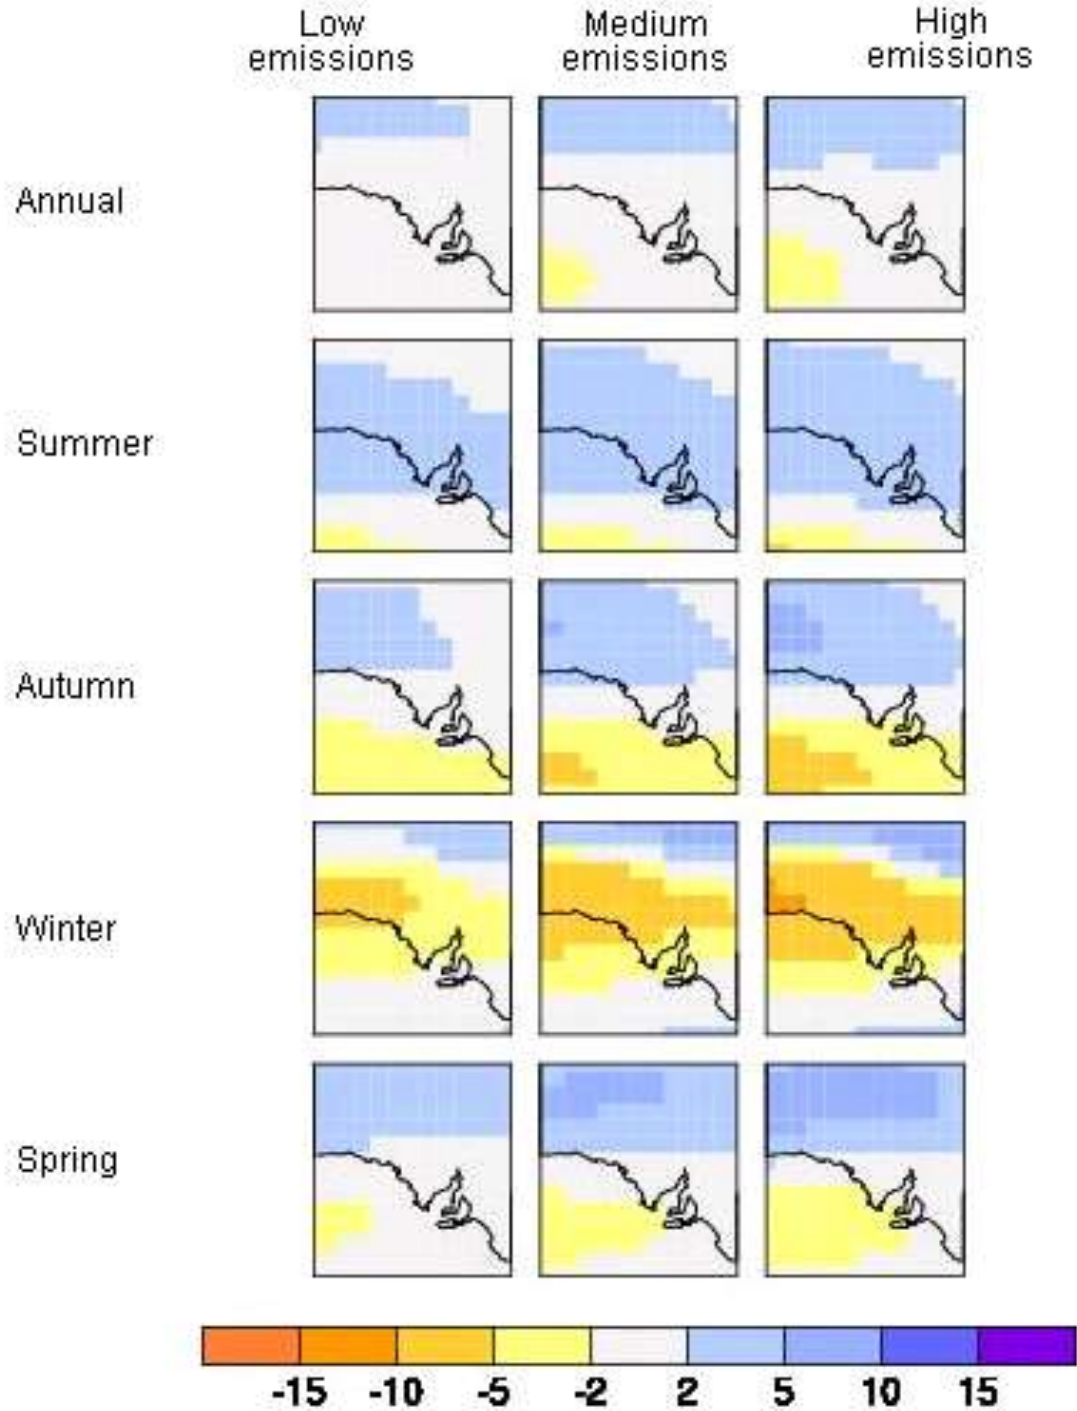 Low emissions
Medium emissions
High emissions
Annual
Summer
Autumn
Winter
Spring
-15 -10 -5 -2 2 5 10 15